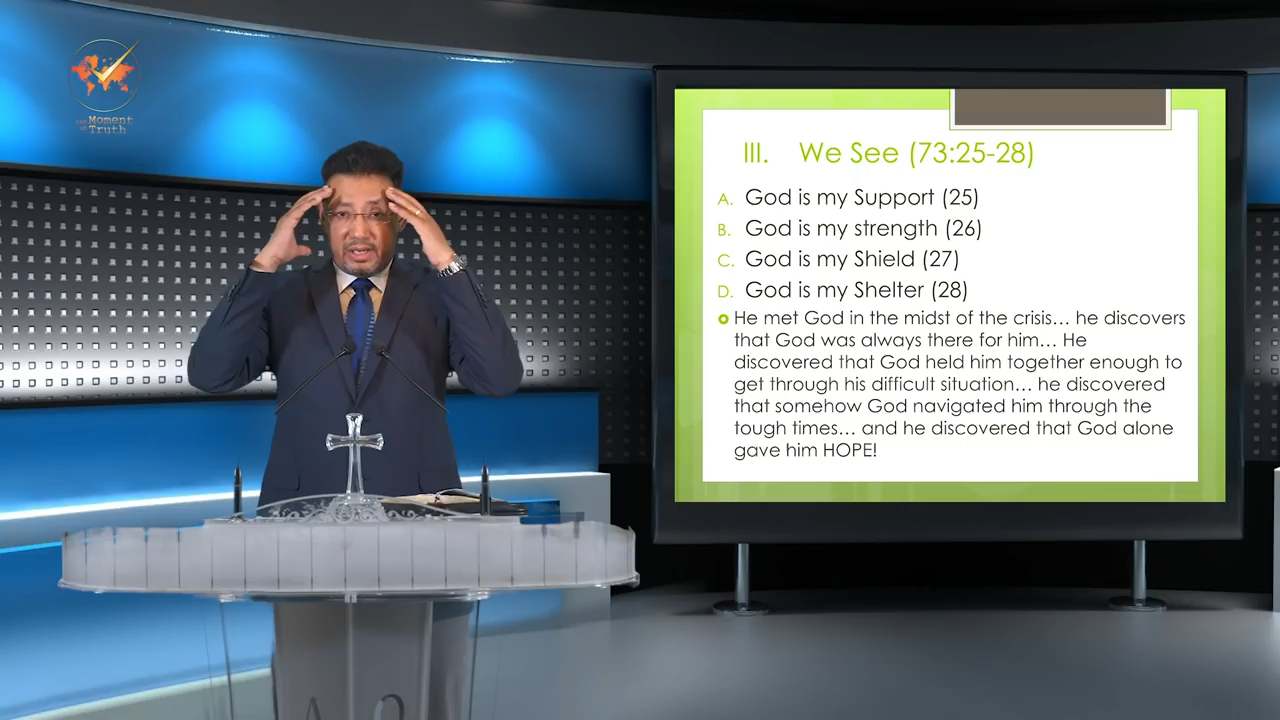 The Moment
of Truth
III. We See (73:25-28)
A. God is my Support (25)
B. God is my strength (26)
C. God is my Shield (27)
D. God is my Shelter (28)
He met God in the midst of the crisis... he discovers
that God was always there for him... He
discovered that God held him together enough to
get through his difficult situation... he discovered
that somehow God navigated him through the
tough times... and he discovered that God alone
gave him HOPE!
Α Ω